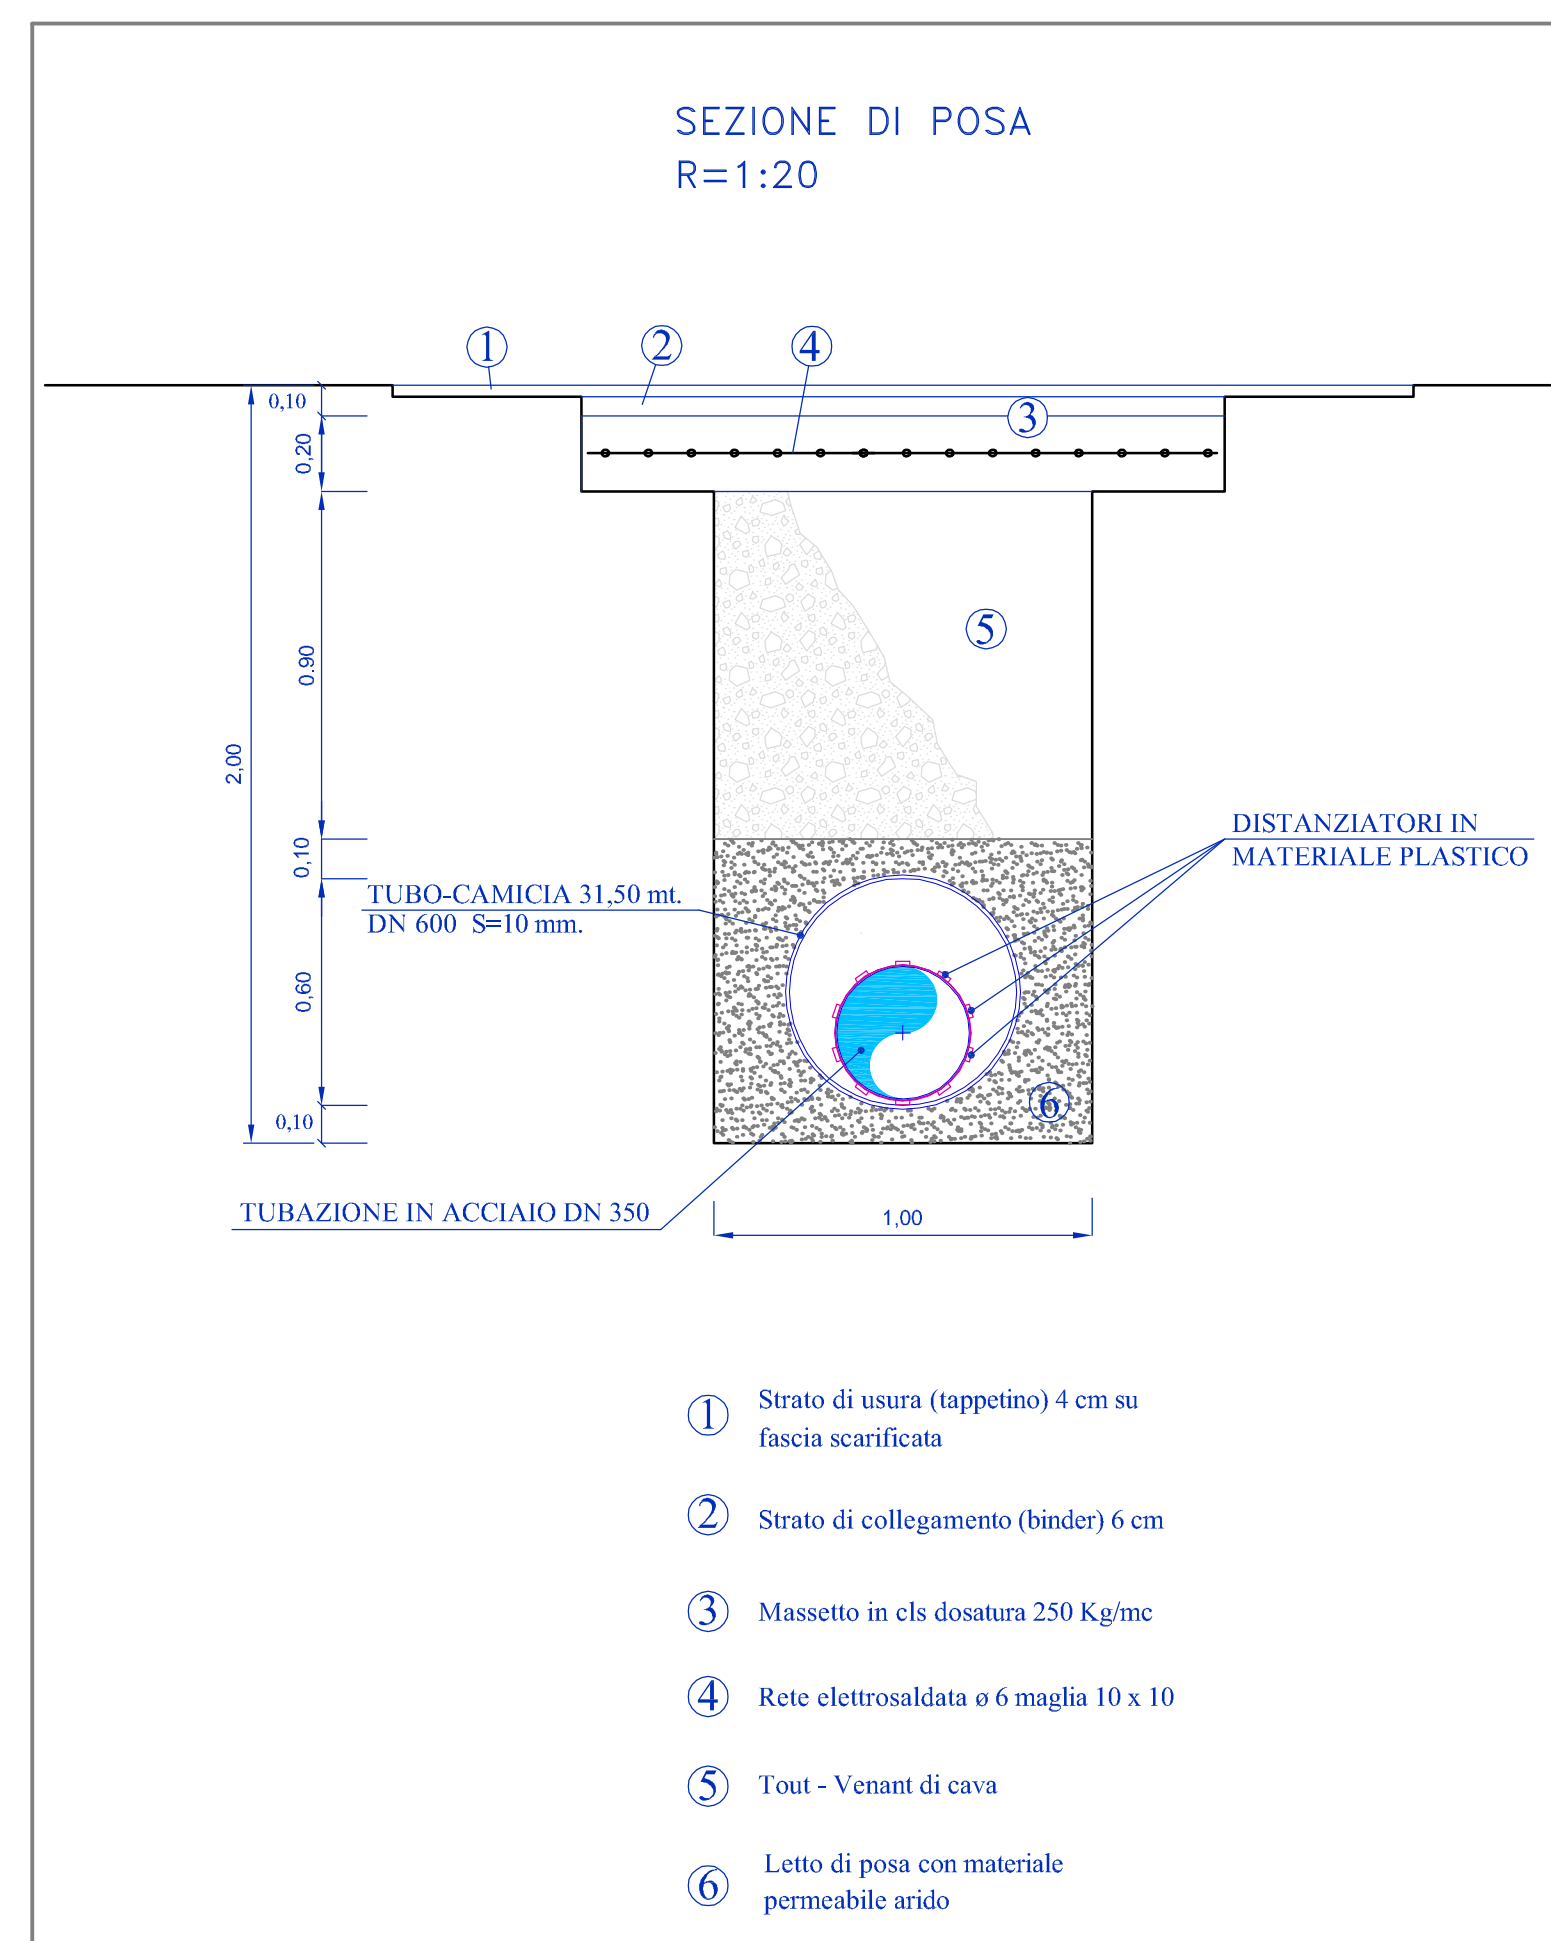 SEZIONE DI POSA
R=1:20
1
2
4
3
0,10
0,20
5
0.90
2,00
DISTANZIATORI IN
MATERIALE PLASTICO
0,10
TUBO-CAMICIA 31,50 mt.
DN 600 S=10 mm.
0,60
6
0,10
TUBAZIONE IN ACCIAIO DN 350
1,00
1 Strato di usura (tappetino) 4 cm su
fascia scarificata
2 Strato di collegamento (binder) 6 cm
3 Massetto in cls dosatura 250 Kg/mc
4 Rete elettrosaldata ø 6 maglia 10 x 10
5 Tout - Venant di cava
6 Letto di posa con materiale
permeabile arido